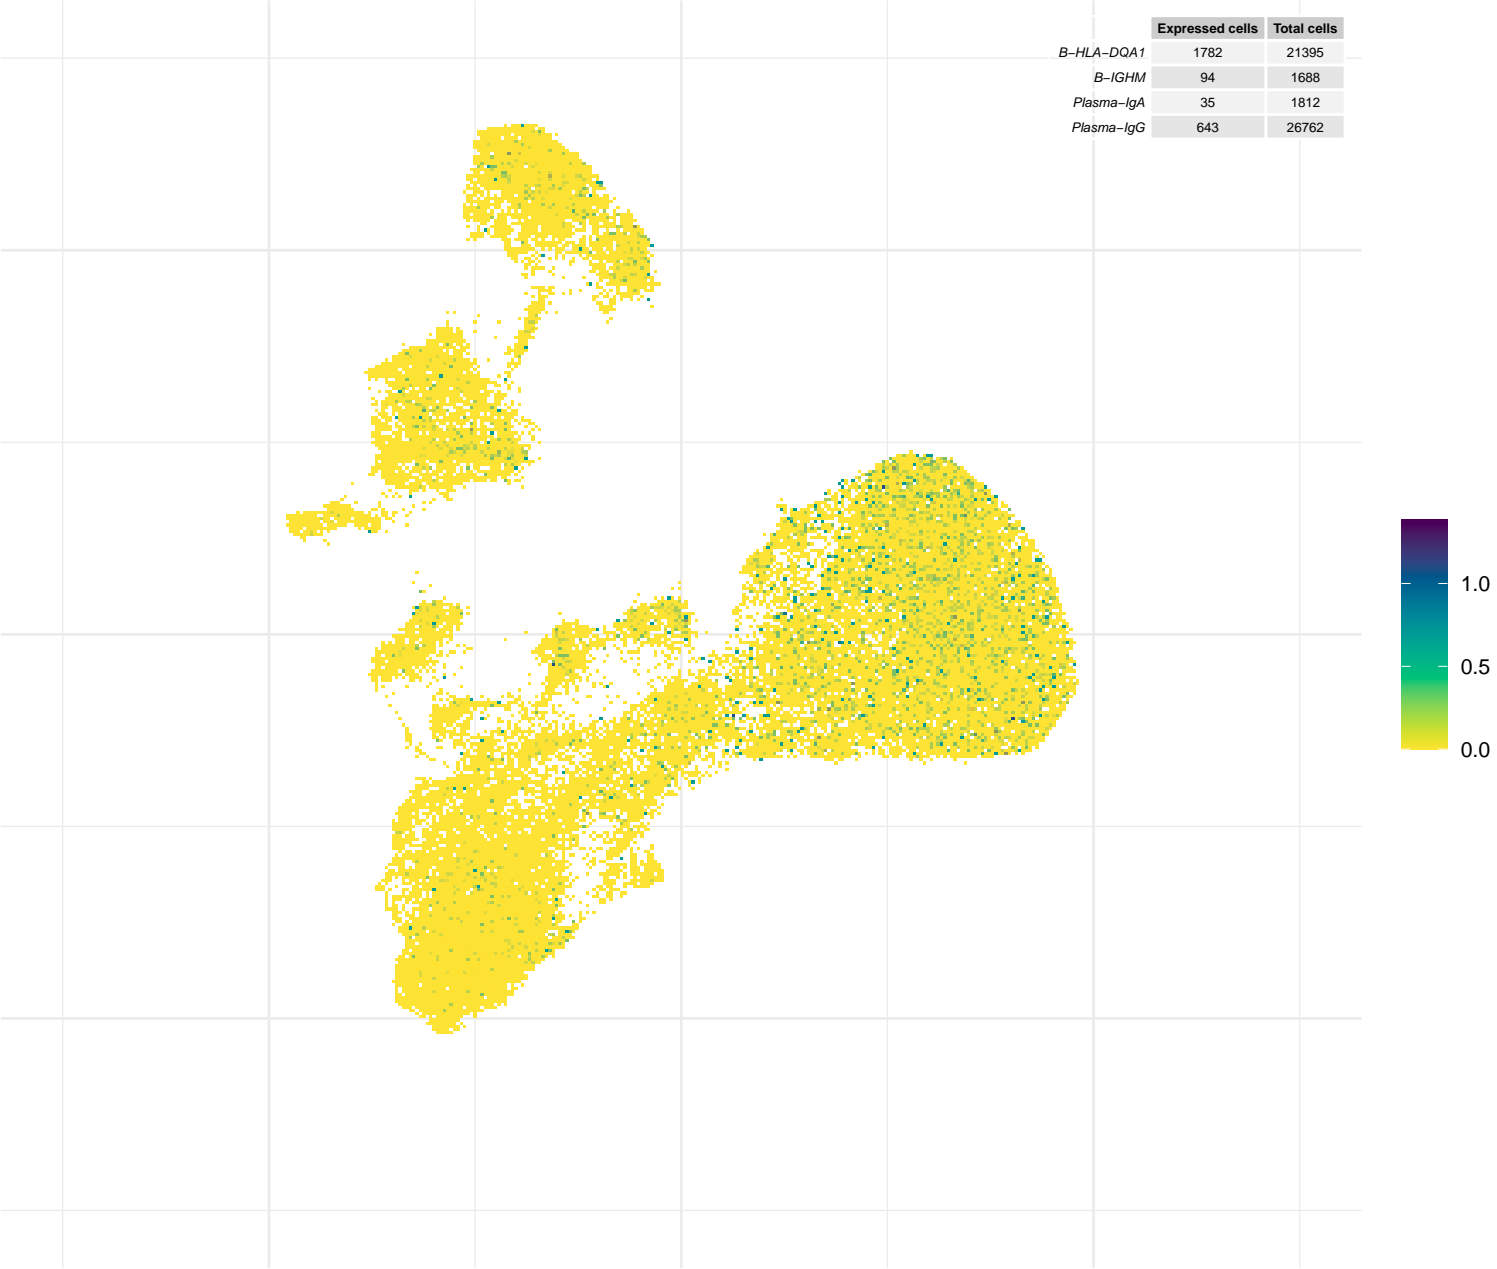 Expressed cells Total cells
B−HLA−DQA1 1782 21395
B−IGHM 94 1688
Plasma−IgA 35 1812
Plasma−IgG 643 26762
1.0
0.5
0.0